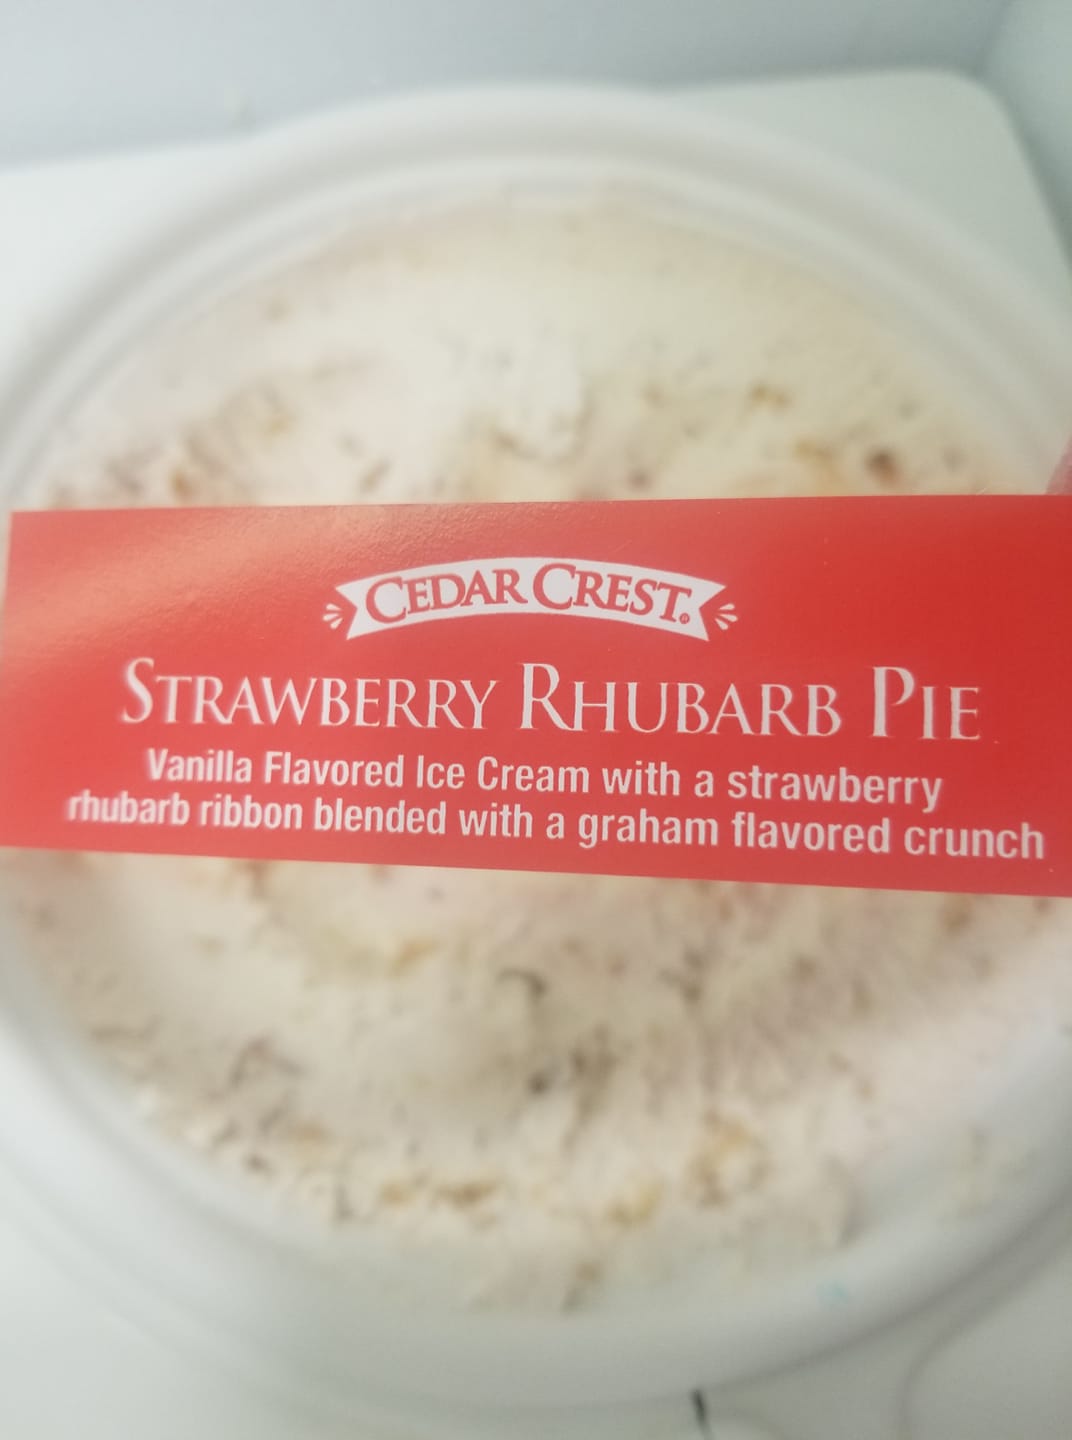 CEDAR CREST®
STRAWBERRY RHUBARB PIE
Vanilla Flavored Ice Cream with a strawberry
rhubarb ribbon blended with a graham flavored crunch